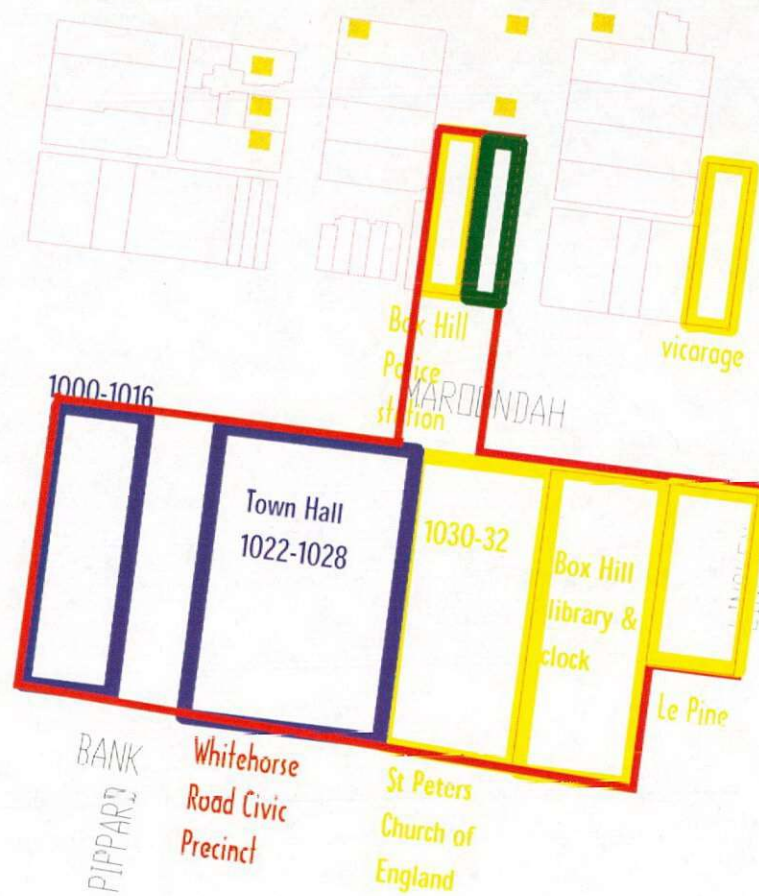 Box Hill
Police
station
vicarage
MAROONDAH
1000-1016
Town Hall
1022-1028
1030-32
Box Hill
library &
clock
Le Pine
BANK
PIPPARD
Whitehorse
Road Civic
Precinct
St Peters
Church of
England